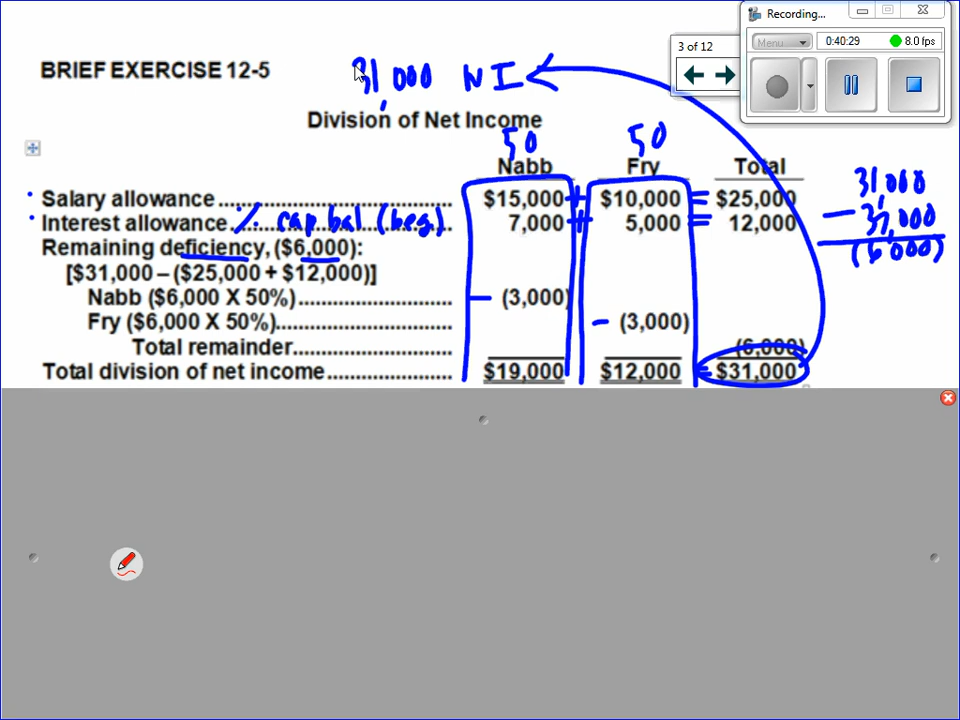 Recording...
3 of 12
Menu
0:40:29
8.0 fps
BRIEF EXERCISE 12-5
31,000 NI
Division of Net Income
50 50
Nabb Fry Total
Salary allowance ........................................ $15,000 + $10,000 = $25,000
Interest allowance ........................................ 7,000 + 5,000 = 12,000
% cap bal (beg)
Remaining deficiency, ($6,000):
[$31,000 – ($25,000 + $12,000)]
Nabb ($6,000 X 50%) ........................... – (3,000)
Fry ($6,000 X 50%) ............................. – (3,000)
Total remainder ............................. (6,000)
Total division of net income ..................... $19,000 $12,000 = $31,000
31,000
– 37,000
(6,000)